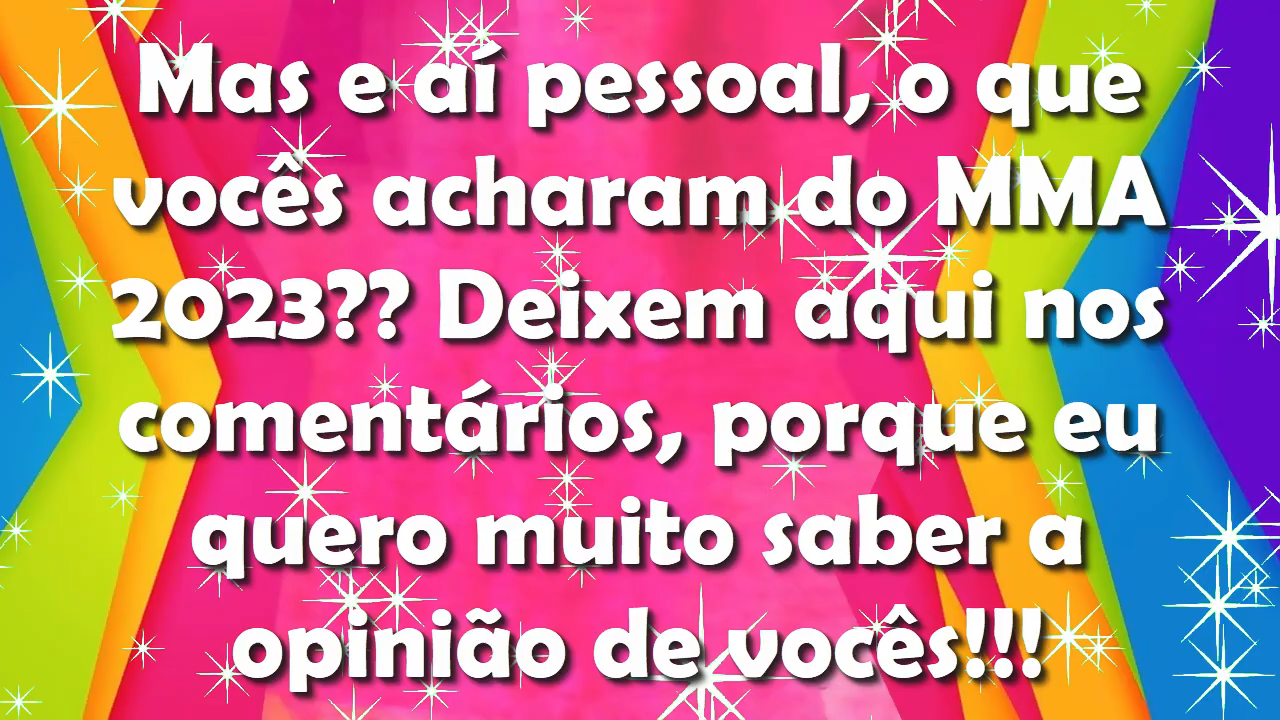 Mas e aí pessoal, o que
vocês acharam do MMA
2023?? Deixem aqui nos
comentários, porque eu
quero muito saber a
opinião de vocês!!!